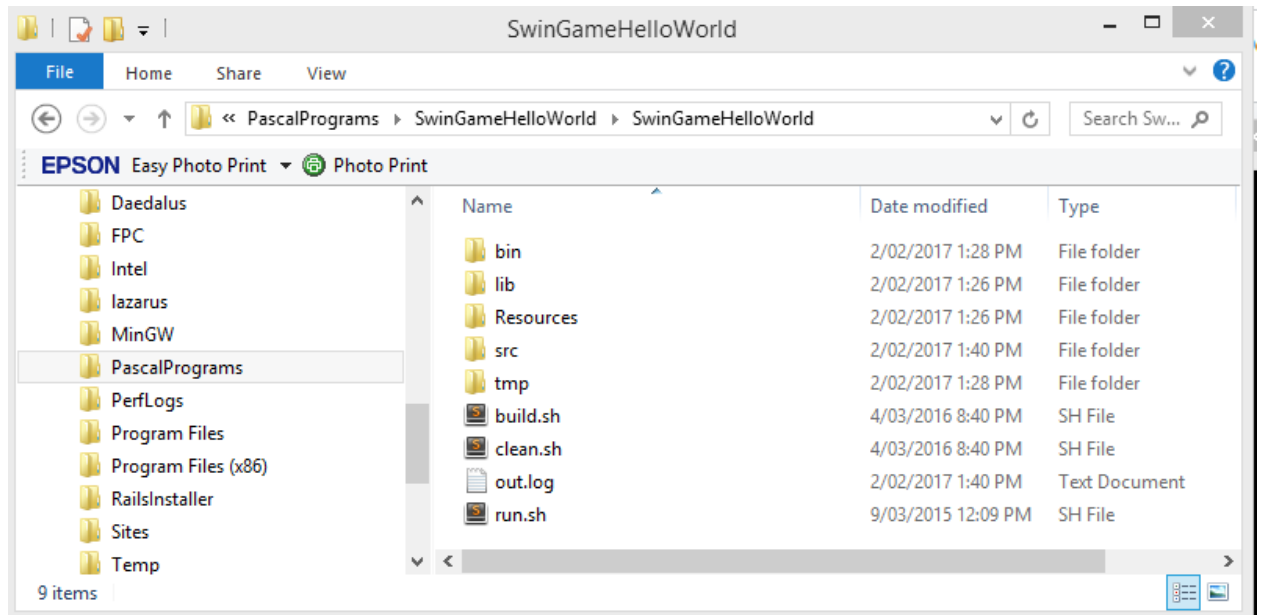 SwinGameHelloWorld
File Home Share View
« PascalPrograms SwinGameHelloWorld SwinGameHelloWorld Search Sw...
EPSON Easy Photo Print Photo Print
Daedalus
FPC
Intel
lazarus
MinGW
PascalPrograms
PerfLogs
Program Files
Program Files (x86)
RailsInstaller
Sites
Temp
Name Date modified Type
bin 2/02/2017 1:28 PM File folder
lib 2/02/2017 1:26 PM File folder
Resources 2/02/2017 1:26 PM File folder
src 2/02/2017 1:40 PM File folder
tmp 2/02/2017 1:28 PM File folder
build.sh 4/03/2016 8:40 PM SH File
clean.sh 4/03/2016 8:40 PM SH File
out.log 2/02/2017 1:40 PM Text Document
run.sh 9/03/2015 12:09 PM SH File
9 items